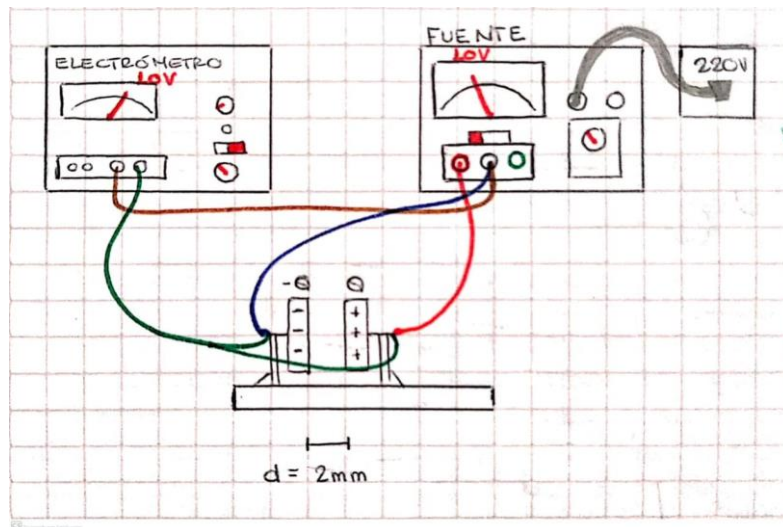 FUENTE
ELECTRÓMETRO
10V
10V
220V
-Q Q
- +
- +
- +
d = 2mm